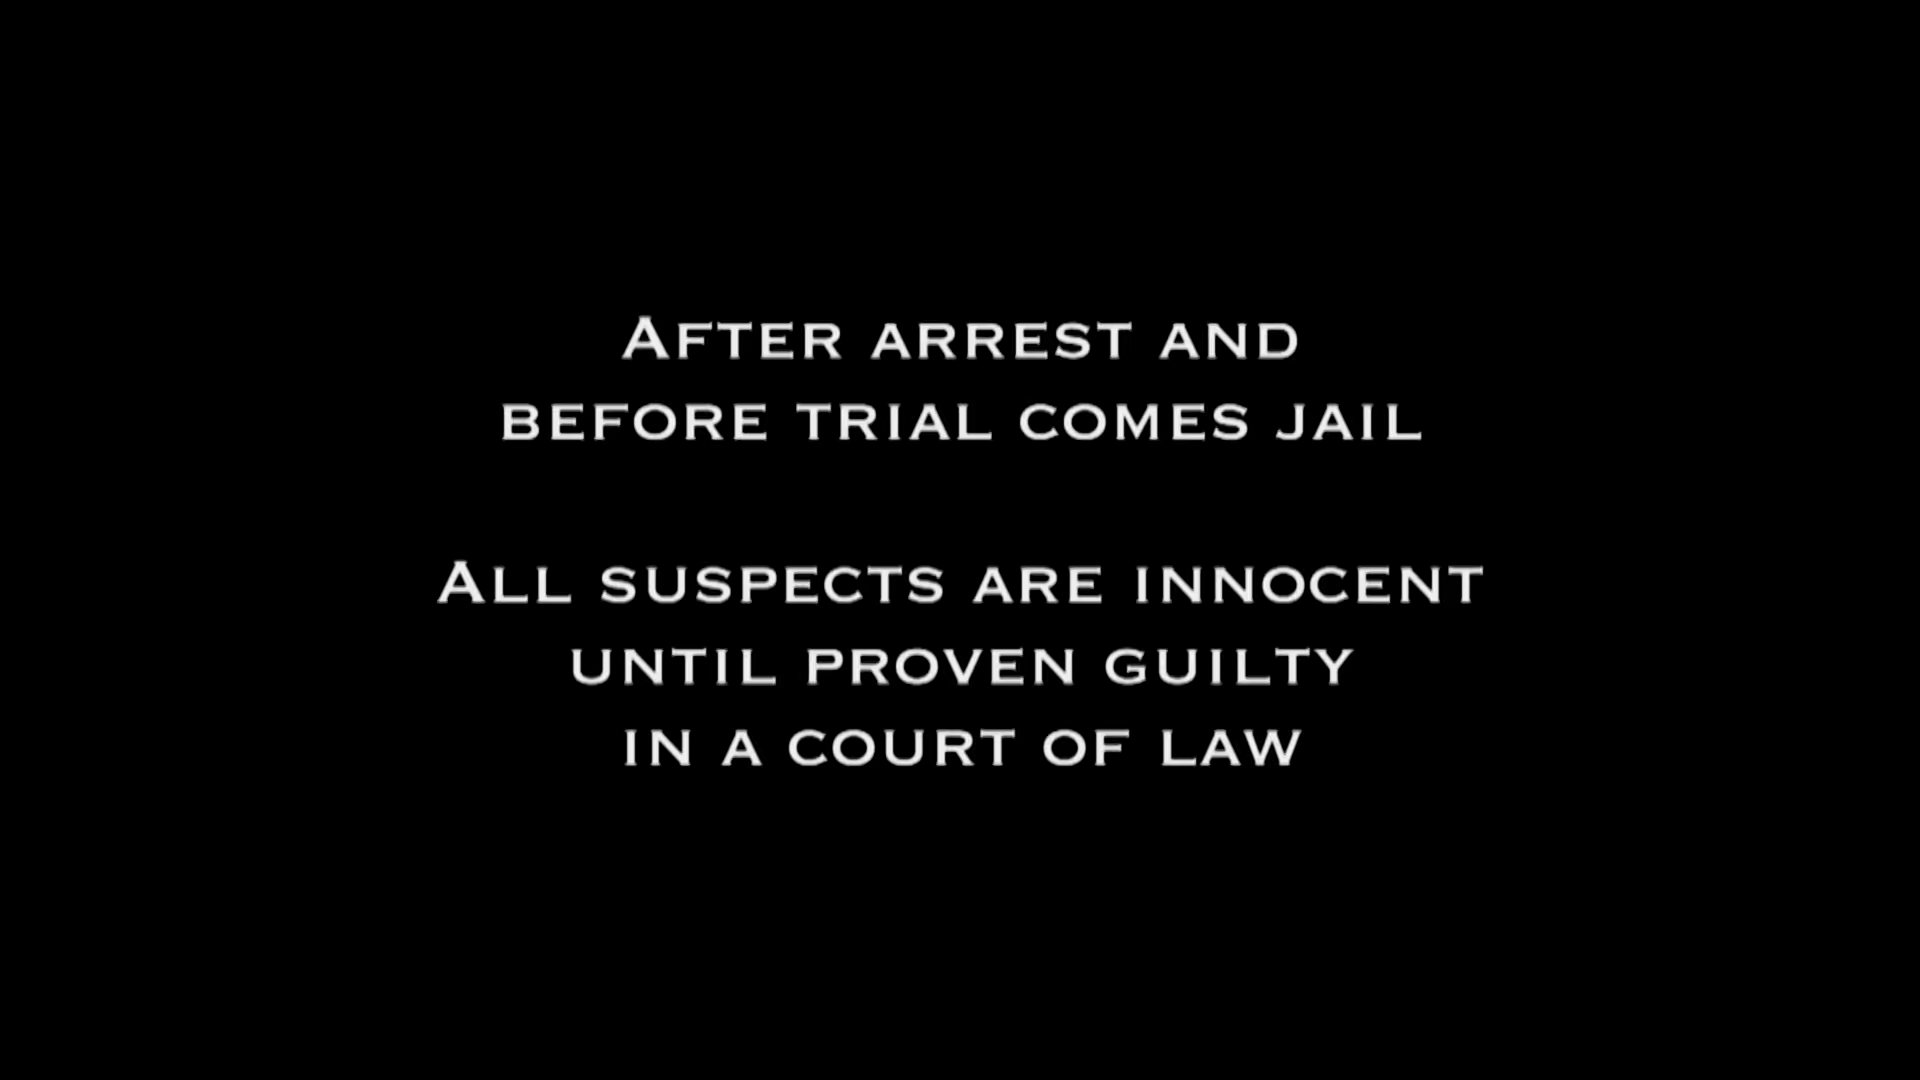 After arrest and
before trial comes jail
All suspects are innocent
until proven guilty
in a court of law